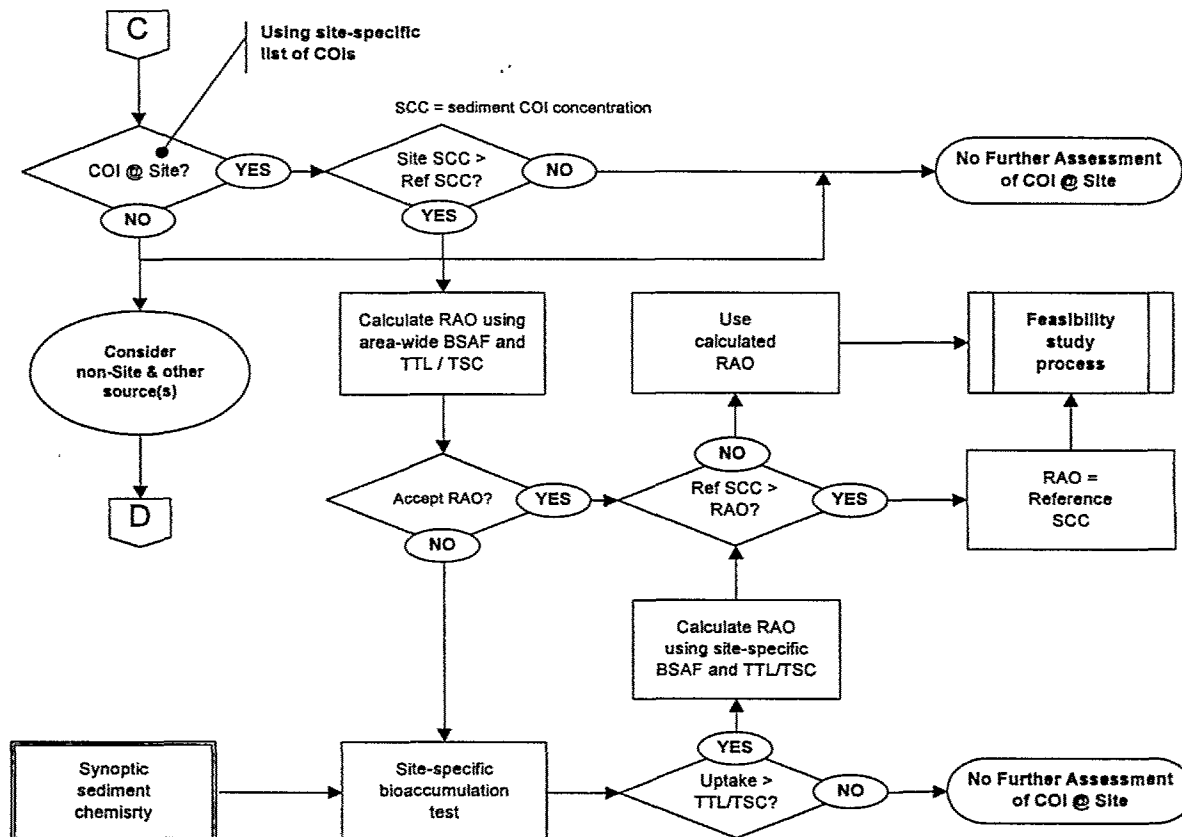 C
Using site-specific
list of COIs
SCC = sediment COI concentration
COI @ Site?
YES
Site SCC >
Ref SCC?
NO
No Further Assessment
of COI @ Site
NO
YES
Consider
non-Site & other
source(s)
D
Calculate RAO using
area-wide BSAF and
TTL / TSC
Use
calculated
RAO
Feasibility
study
process
Accept RAO?
YES
NO
NO
Ref SCC >
RAO?
YES
RAO =
Reference
SCC
Calculate RAO
using site-specific
BSAF and TTL/TSC
Synoptic
sediment
chemisrty
Site-specific
bioaccumulation
test
YES
Uptake >
TTL/TSC?
NO
No Further Assessment
of COI @ Site